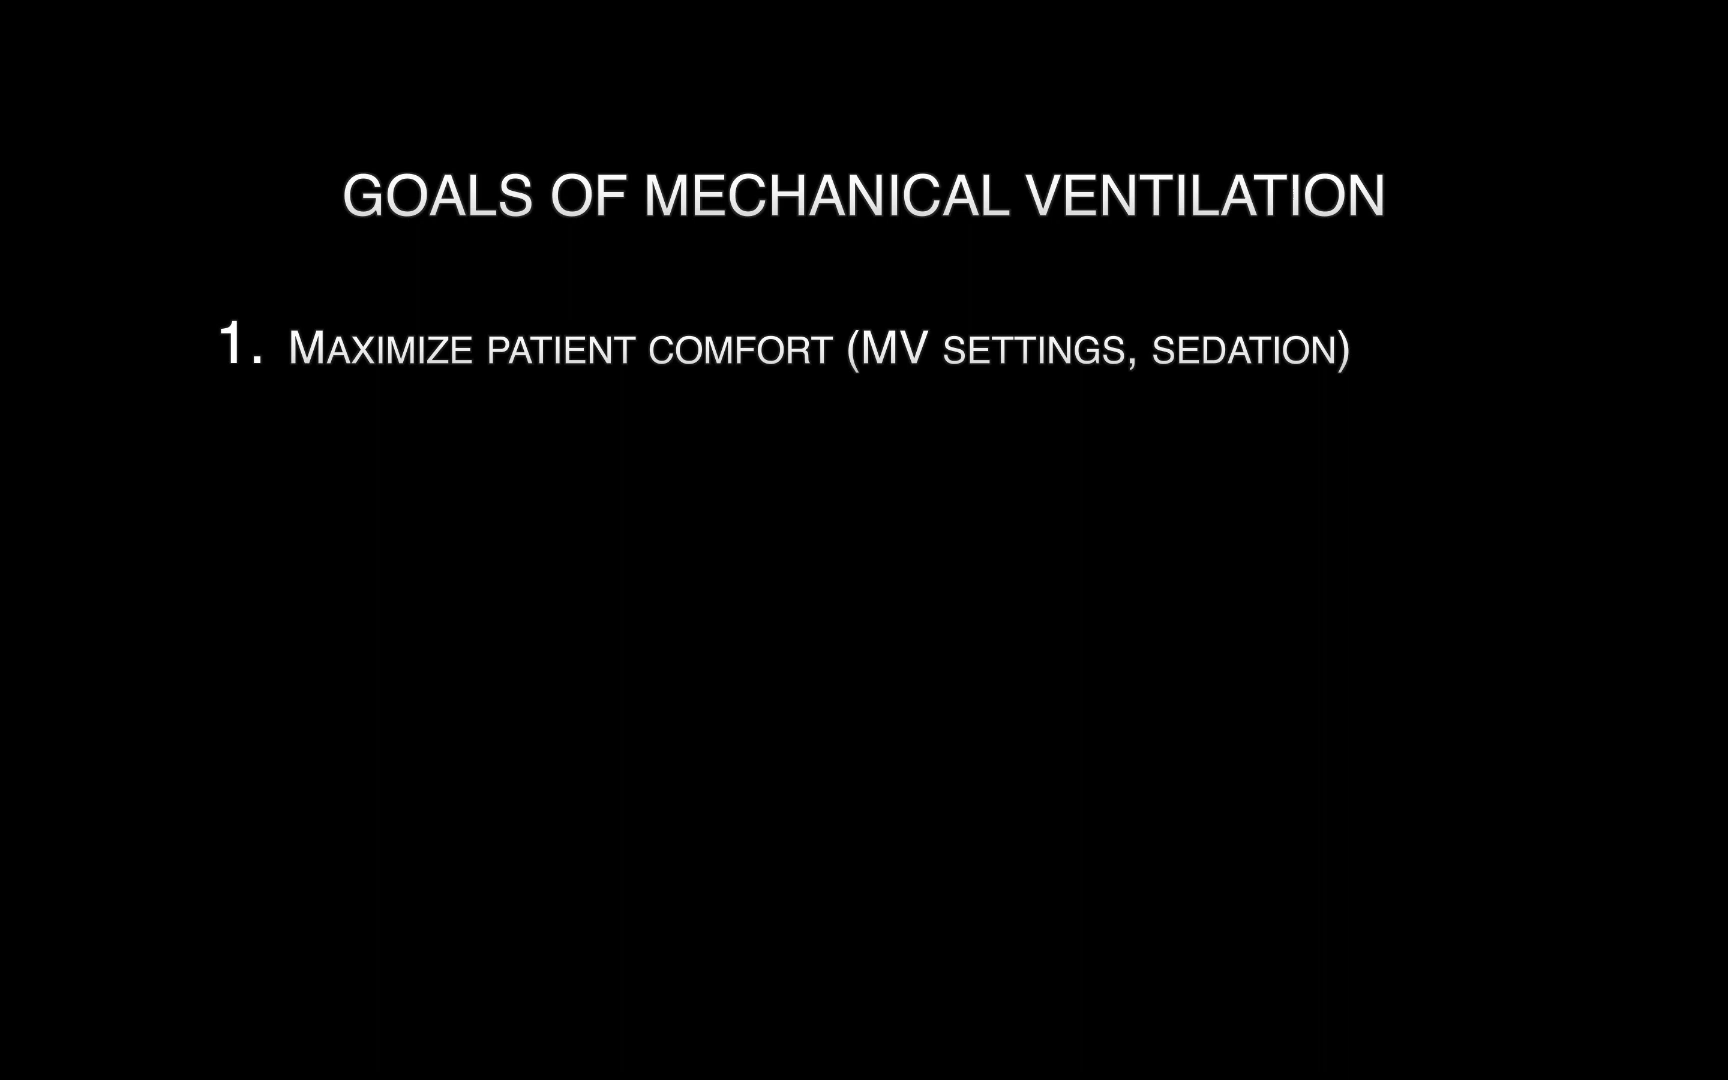 GOALS OF MECHANICAL VENTILATION
1. Maximize patient comfort (MV settings, sedation)